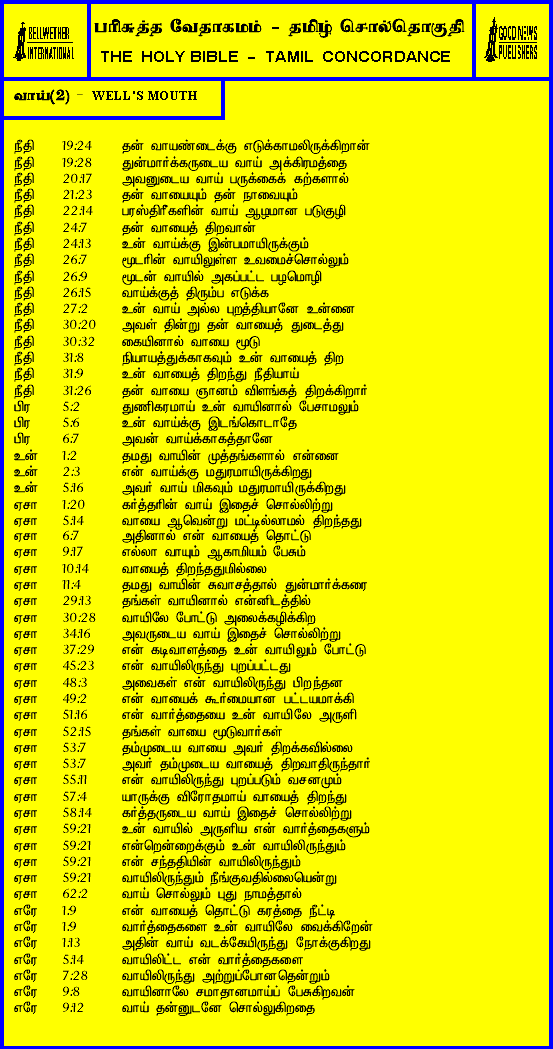 BELLWETHER
INTERNATIONAL
பரிசுத்த வேதாகமம் - தமிழ் சொல்தொகுதி
THE HOLY BIBLE - TAMIL CONCORDANCE
GOOD NEWS
PUBLISHERS
வாய்(2) - WELL'S MOUTH
நீதி 19:24 தன் வாயண்டைக்கு எடுக்காமலிருக்கிறான்
நீதி 19:28 துன்மார்க்கருடைய வாய் அக்கிரமத்தை
நீதி 20:17 அவனுடைய வாய் பருக்கைக் கற்களால்
நீதி 21:23 தன் வாயையும் தன் நாவையும்
நீதி 22:14 பரஸ்திரீகளின் வாய் ஆழமான படுகுழி
நீதி 24:7 தன் வாயைத் திறவான்
நீதி 24:13 உன் வாய்க்கு இன்பமாயிருக்கும்
நீதி 26:7 மூடரின் வாயிலுள்ள உவமைச்சொல்லும்
நீதி 26:9 மூடன் வாயில் அகப்பட்ட பழமொழி
நீதி 26:15 வாய்க்குத் திரும்ப எடுக்க
நீதி 27:2 உன் வாய் அல்ல புறத்தியானே உன்னை
நீதி 30:20 அவள் தின்று தன் வாயைத் துடைத்து
நீதி 30:32 கையினால் வாயை மூடு
நீதி 31:8 நியாயத்துக்காகவும் உன் வாயைத் திற
நீதி 31:9 உன் வாயைத் திறந்து நீதியாய்
நீதி 31:26 தன் வாயை ஞானம் விளங்கத் திறக்கிறார்
பிர 5:2 துணிகரமாய் உன் வாயினால் பேசாமலும்
பிர 5:6 உன் வாய்க்கு இடங்கொடாதே
பிர 6:7 அவன் வாய்க்காகத்தானே
உன் 1:2 தமது வாயின் முத்தங்களால் என்னை
உன் 2:3 என் வாய்க்கு மதுரமாயிருக்கிறது
உன் 5:16 அவர் வாய் மிகவும் மதுரமாயிருக்கிறது
ஏசா 1:20 கர்த்தரின் வாய் இதைச் சொல்லிற்று
ஏசா 5:14 வாயை ஆவென்று மட்டில்லாமல் திறந்தது
ஏசா 6:7 அதினால் என் வாயைத் தொட்டு
ஏசா 9:17 எல்லா வாயும் ஆகாமியம் பேசும்
ஏசா 10:14 வாயைத் திறந்ததுமில்லை
ஏசா 11:4 தமது வாயின் சுவாசத்தால் துன்மார்க்கரை
ஏசா 29:13 தங்கள் வாயினால் என்னிடத்தில்
ஏசா 30:28 வாயிலே போட்டு அலைக்கழிக்கிற
ஏசா 34:16 அவருடைய வாய் இதைச் சொல்லிற்று
ஏசா 37:29 என் கடிவாளத்தை உன் வாயிலும் போட்டு
ஏசா 45:23 என் வாயிலிருந்து புறப்பட்டது
ஏசா 48:3 அவைகள் என் வாயிலிருந்து பிறந்தன
ஏசா 49:2 என் வாயைக் கூர்மையான பட்டயமாக்கி
ஏசா 51:16 என் வார்த்தையை உன் வாயிலே அருளி
ஏசா 52:15 தங்கள் வாயை மூடுவார்கள்
ஏசா 53:7 தம்முடைய வாயை அவர் திறக்கவில்லை
ஏசா 53:7 அவர் தம்முடைய வாயைத் திறவாதிருந்தார்
ஏசா 55:11 என் வாயிலிருந்து புறப்படும் வசனமும்
ஏசா 57:4 யாருக்கு விரோதமாய் வாயைத் திறந்து
ஏசா 58:14 கர்த்தருடைய வாய் இதைச் சொல்லிற்று
ஏசா 59:21 உன் வாயில் அருளிய என் வார்த்தைகளும்
ஏசா 59:21 என்றென்றைக்கும் உன் வாயிலிருந்தும்
ஏசா 59:21 என் சந்ததியின் வாயிலிருந்தும்
ஏசா 59:21 வாயிலிருந்தும் நீங்குவதில்லையென்று
ஏசா 62:2 வாய் சொல்லும் புது நாமத்தால்
எரே 1:9 என் வாயைத் தொட்டு கரத்தை நீட்டி
எரே 1:9 வார்த்தைகளை உன் வாயிலே வைக்கிறேன்
எரே 1:13 அதின் வாய் வடக்கேயிருந்து நோக்குகிறது
எரே 5:14 வாயிலிட்ட என் வார்த்தைகளை
எரே 7:28 வாயிலிருந்து அற்றுப்போனதென்றும்
எரே 9:8 வாயினாலே சமாதானமாய்ப் பேசுகிறவன்
எரே 9:12 வாய் தன்னுடனே சொல்லுகிறதை